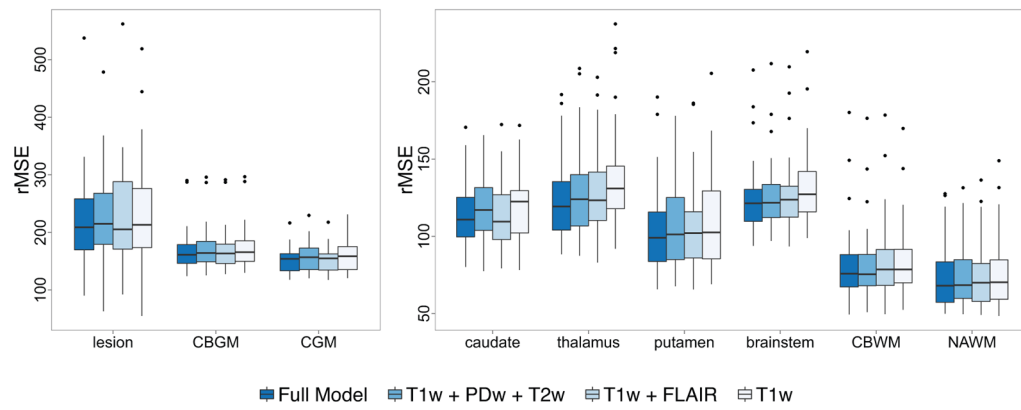 rMSE
500
400
300
200
100
lesion CBGM CGM
rMSE
200
150
100
50
caudate thalamus putamen brainstem CBWM NAWM
Full Model T1w + PDw + T2w T1w + FLAIR T1w